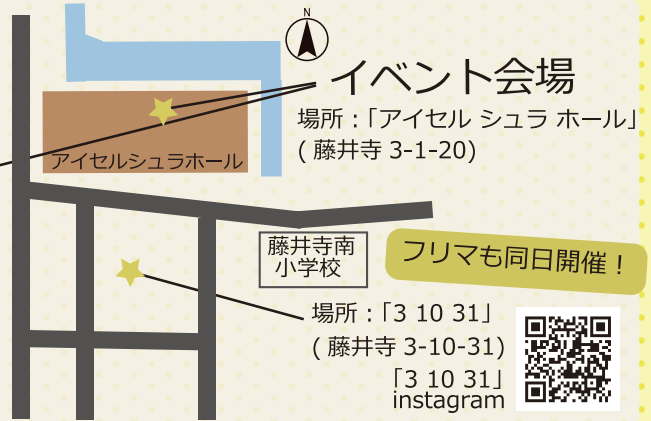 N
イベント会場
場所：「アイセル シュラ ホール」
( 藤井寺 3-1-20)
アイセルシュラホール
藤井寺南
小学校
フリマも同日開催！
場所：「3 10 31」
( 藤井寺 3-10-31)
「3 10 31」
instagram